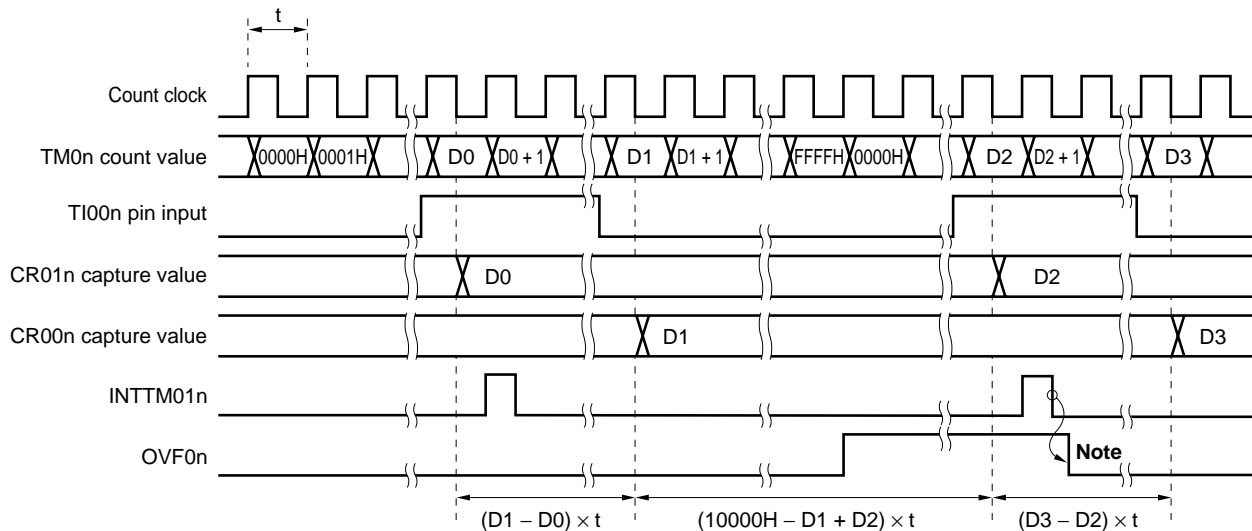 t
Count clock
TM0n count value 0000H 0001H D0 D0 + 1 D1 D1 + 1 FFFFH 0000H D2 D2 + 1 D3
TI00n pin input
CR01n capture value D0 D2
CR00n capture value D1 D3
INTTM01n
OVF0n Note
(D1 − D0) × t (10000H − D1 + D2) × t (D3 − D2) × t